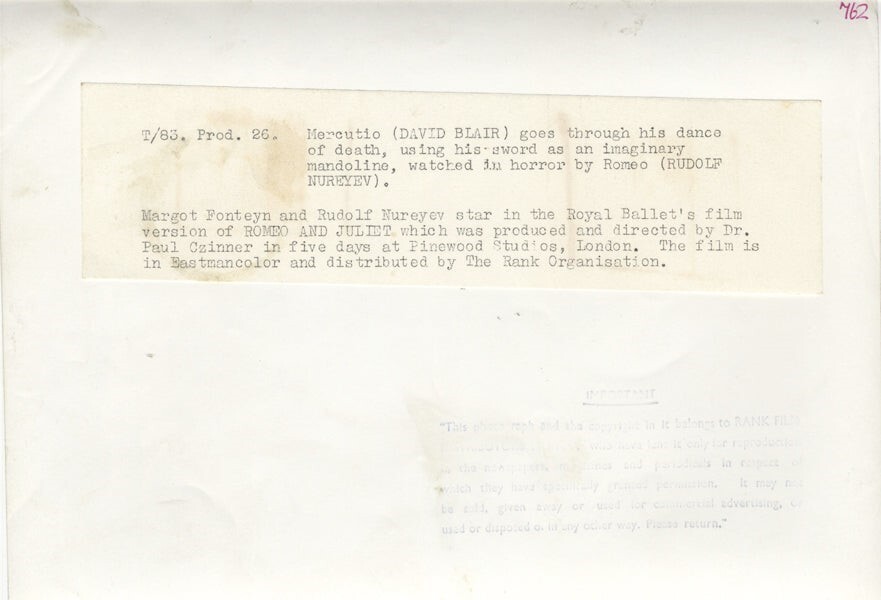 762
T/83. Prod. 26. Mercutio (DAVID BLAIR) goes through his dance
of death, using his sword as an imaginary
mandoline, watched in horror by Romeo (RUDOLF
NUREYEV).
Margot Fonteyn and Rudolf Nureyev star in the Royal Ballet's film
version of ROMEO AND JULIET which was produced and directed by Dr.
Paul Czinner in five days at Pinewood Studios, London. The film is
in Eastmancolor and distributed by The Rank Organisation.
IMPORTANT
"This photograph and the copyright in it belongs to RANK FILM
who have it only for reproduction
in the newspapers, and periodicals in respect of
which they have specifically granted permission. It may not
be sold, given away or used for commercial advertising, or
used or disposed of in any other way. Please return."